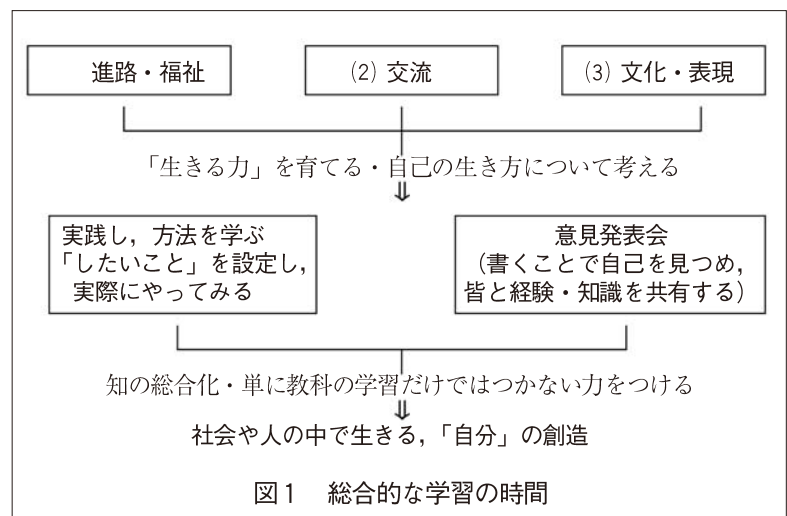 進路・福祉
(2) 交流
(3) 文化・表現
「生きる力」を育てる・自己の生き方について考える
⇓
実践し，方法を学ぶ
「したいこと」を設定し，
実際にやってみる
意見発表会
（書くことで自己を見つめ，
皆と経験・知識を共有する）
知の総合化・単に教科の学習だけではつかない力をつける
⇓
社会や人の中で生きる，「自分」の創造
図1　総合的な学習の時間